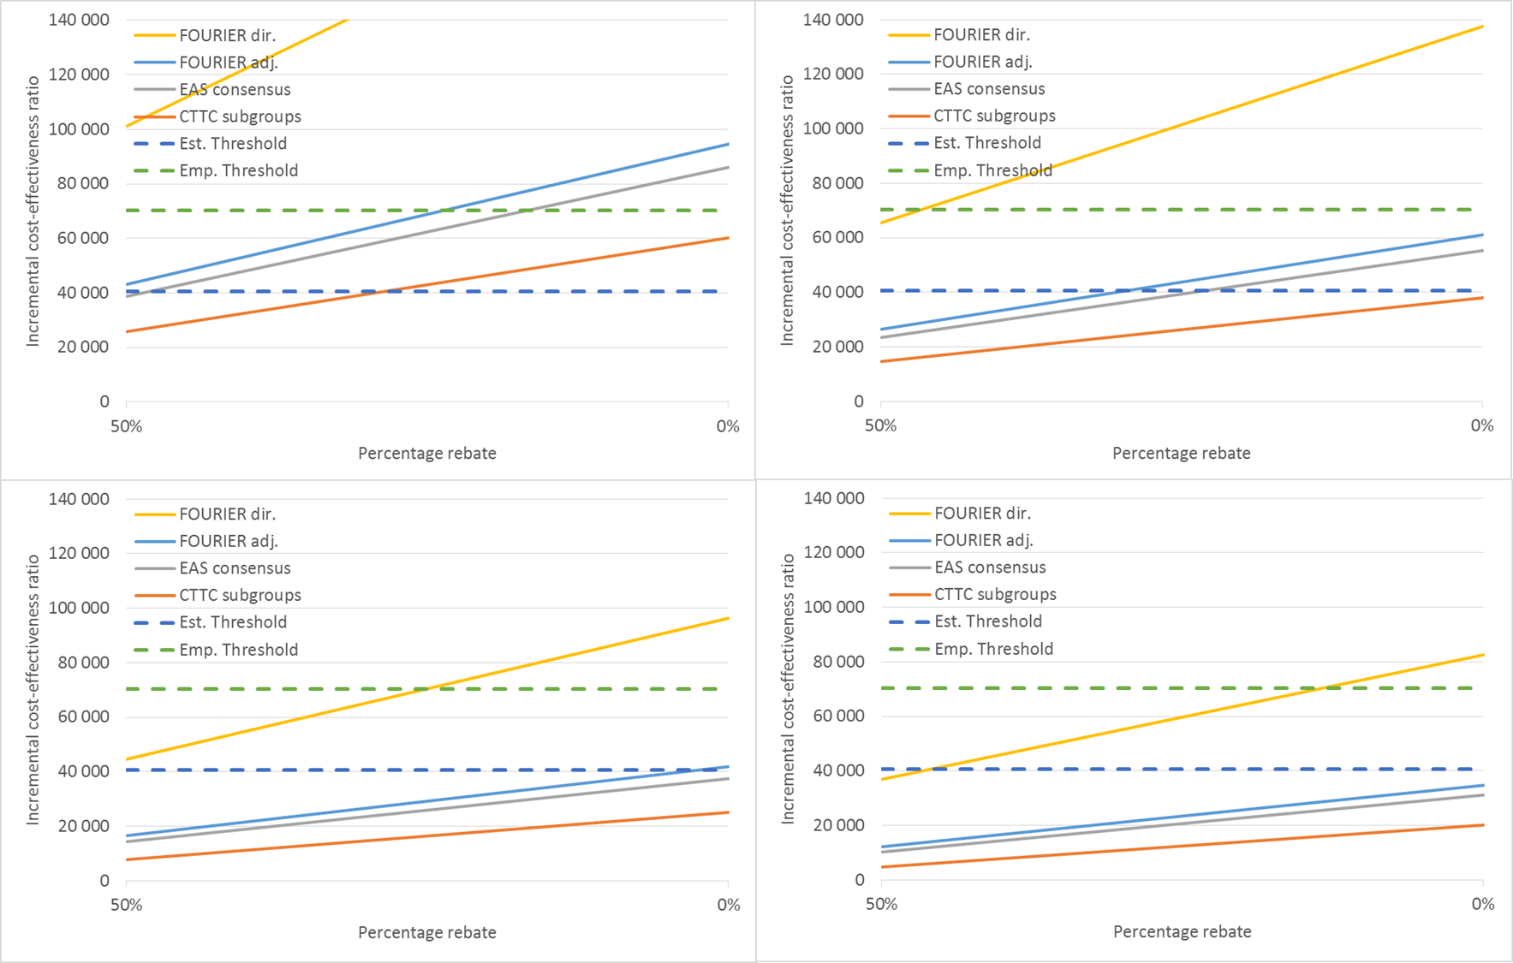 140 000
120 000
100 000
80 000
60 000
40 000
20 000
0
Incremental cost-effectiveness ratio
FOURIER dir.
FOURIER adj.
EAS consensus
CTTC subgroups
Est. Threshold
Emp. Threshold
50%
0%
Percentage rebate
140 000
120 000
100 000
80 000
60 000
40 000
20 000
0
Incremental cost-effectiveness ratio
FOURIER dir.
FOURIER adj.
EAS consensus
CTTC subgroups
Est. Threshold
Emp. Threshold
50%
0%
Percentage rebate
140 000
120 000
100 000
80 000
60 000
40 000
20 000
0
Incremental cost-effectiveness ratio
FOURIER dir.
FOURIER adj.
EAS consensus
CTTC subgroups
Est. Threshold
Emp. Threshold
50%
0%
Percentage rebate
140 000
120 000
100 000
80 000
60 000
40 000
20 000
0
Incremental cost-effectiveness ratio
FOURIER dir.
FOURIER adj.
EAS consensus
CTTC subgroups
Est. Threshold
Emp. Threshold
50%
0%
Percentage rebate